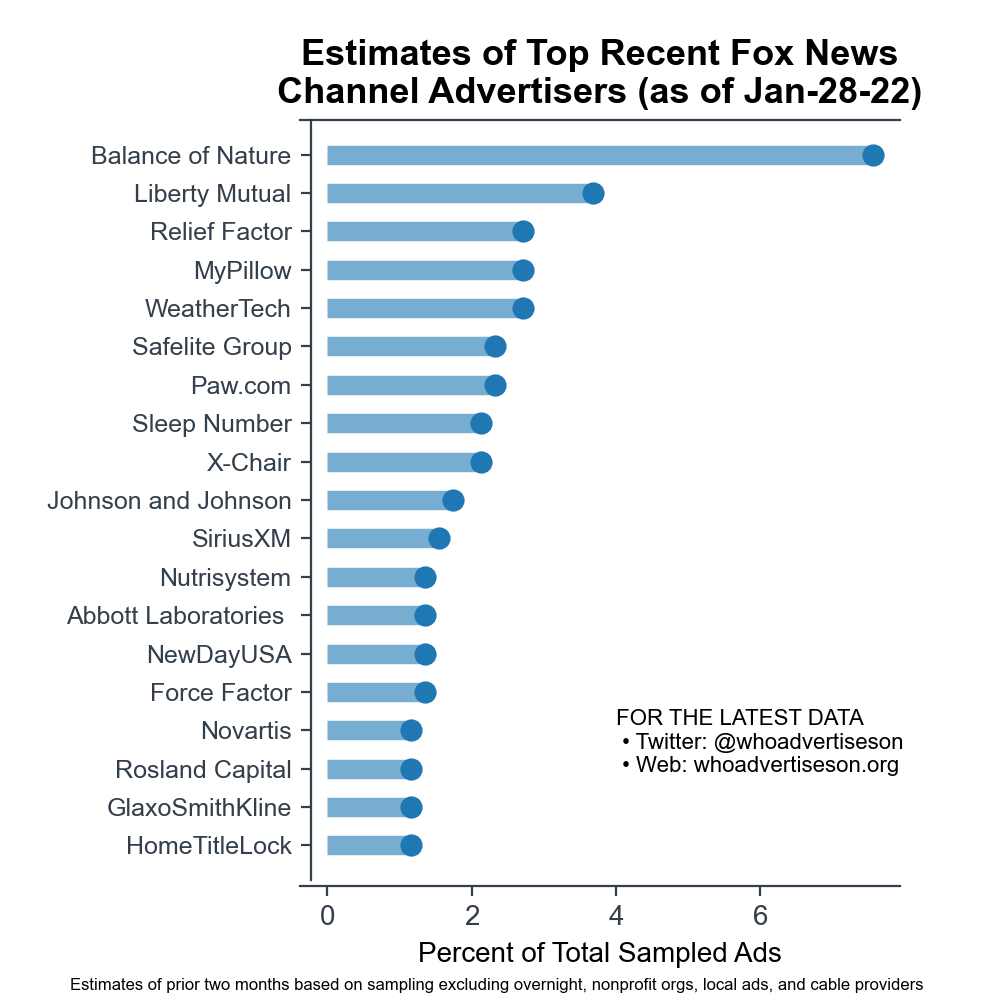 Estimates of Top Recent Fox News
Channel Advertisers (as of Jan-28-22)
Balance of Nature
Liberty Mutual
Relief Factor
MyPillow
WeatherTech
Safelite Group
Paw.com
Sleep Number
X-Chair
Johnson and Johnson
SiriusXM
Nutrisystem
Abbott Laboratories
NewDayUSA
Force Factor
Novartis
Rosland Capital
GlaxoSmithKline
HomeTitleLock
FOR THE LATEST DATA
• Twitter: @whoadvertiseson
• Web: whoadvertiseson.org
0 2 4 6
Percent of Total Sampled Ads
Estimates of prior two months based on sampling excluding overnight, nonprofit orgs, local ads, and cable providers